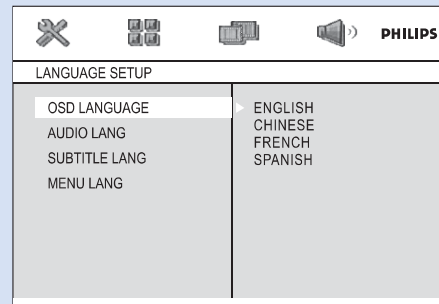 PHILIPS
LANGUAGE SETUP
OSD LANGUAGE
AUDIO LANG
SUBTITLE LANG
MENU LANG
ENGLISH
CHINESE
FRENCH
SPANISH